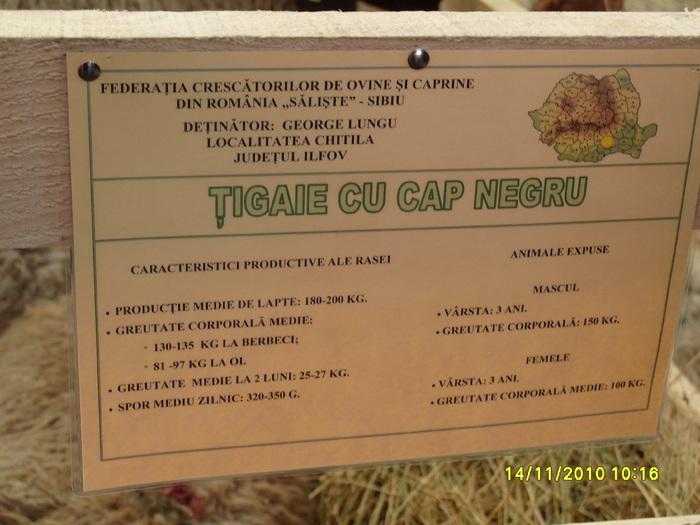 FEDERAȚIA CRESCĂTORILOR DE OVINE ȘI CAPRINE
DIN ROMÂNIA „SĂLIȘTE” - SIBIU
DEȚINĂTOR: GEORGE LUNGU
LOCALITATEA CHITILA
JUDEȚUL ILFOV
ȚIGAIE CU CAP NEGRU
CARACTERISTICI PRODUCTIVE ALE RASEI
• PRODUCȚIE MEDIE DE LAPTE: 180-200 KG.
• GREUTATE CORPORALĂ MEDIE:
◦ 130-135 KG LA BERBECI;
◦ 81 -97 KG LA OI.
• GREUTATE MEDIE LA 2 LUNI: 25-27 KG.
• SPOR MEDIU ZILNIC: 320-350 G.
ANIMALE EXPUSE
MASCUL
• VÂRSTA: 3 ANI.
• GREUTATE CORPORALĂ: 150 KG.
FEMELE
• VÂRSTA: 3 ANI.
• GREUTATE CORPORALĂ MEDIE: 100 KG.
14/11/2010 10:16